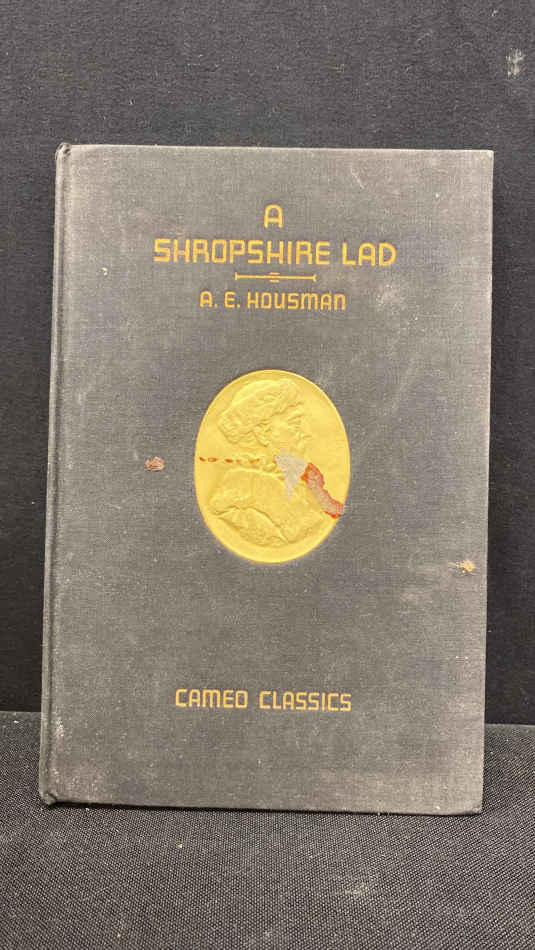 A
SHROPSHIRE LAD
A. E. HOUSMAN
CAMEO CLASSICS